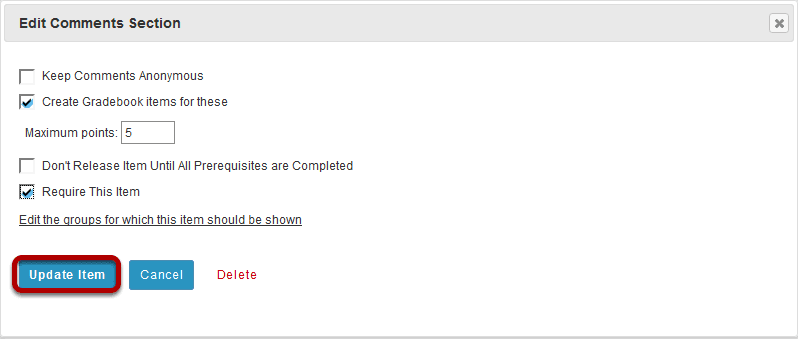 Edit Comments Section
Keep Comments Anonymous
Create Gradebook items for these
Maximum points: 5
Don't Release Item Until All Prerequisites are Completed
Require This Item
Edit the groups for which this item should be shown
Update Item Cancel Delete